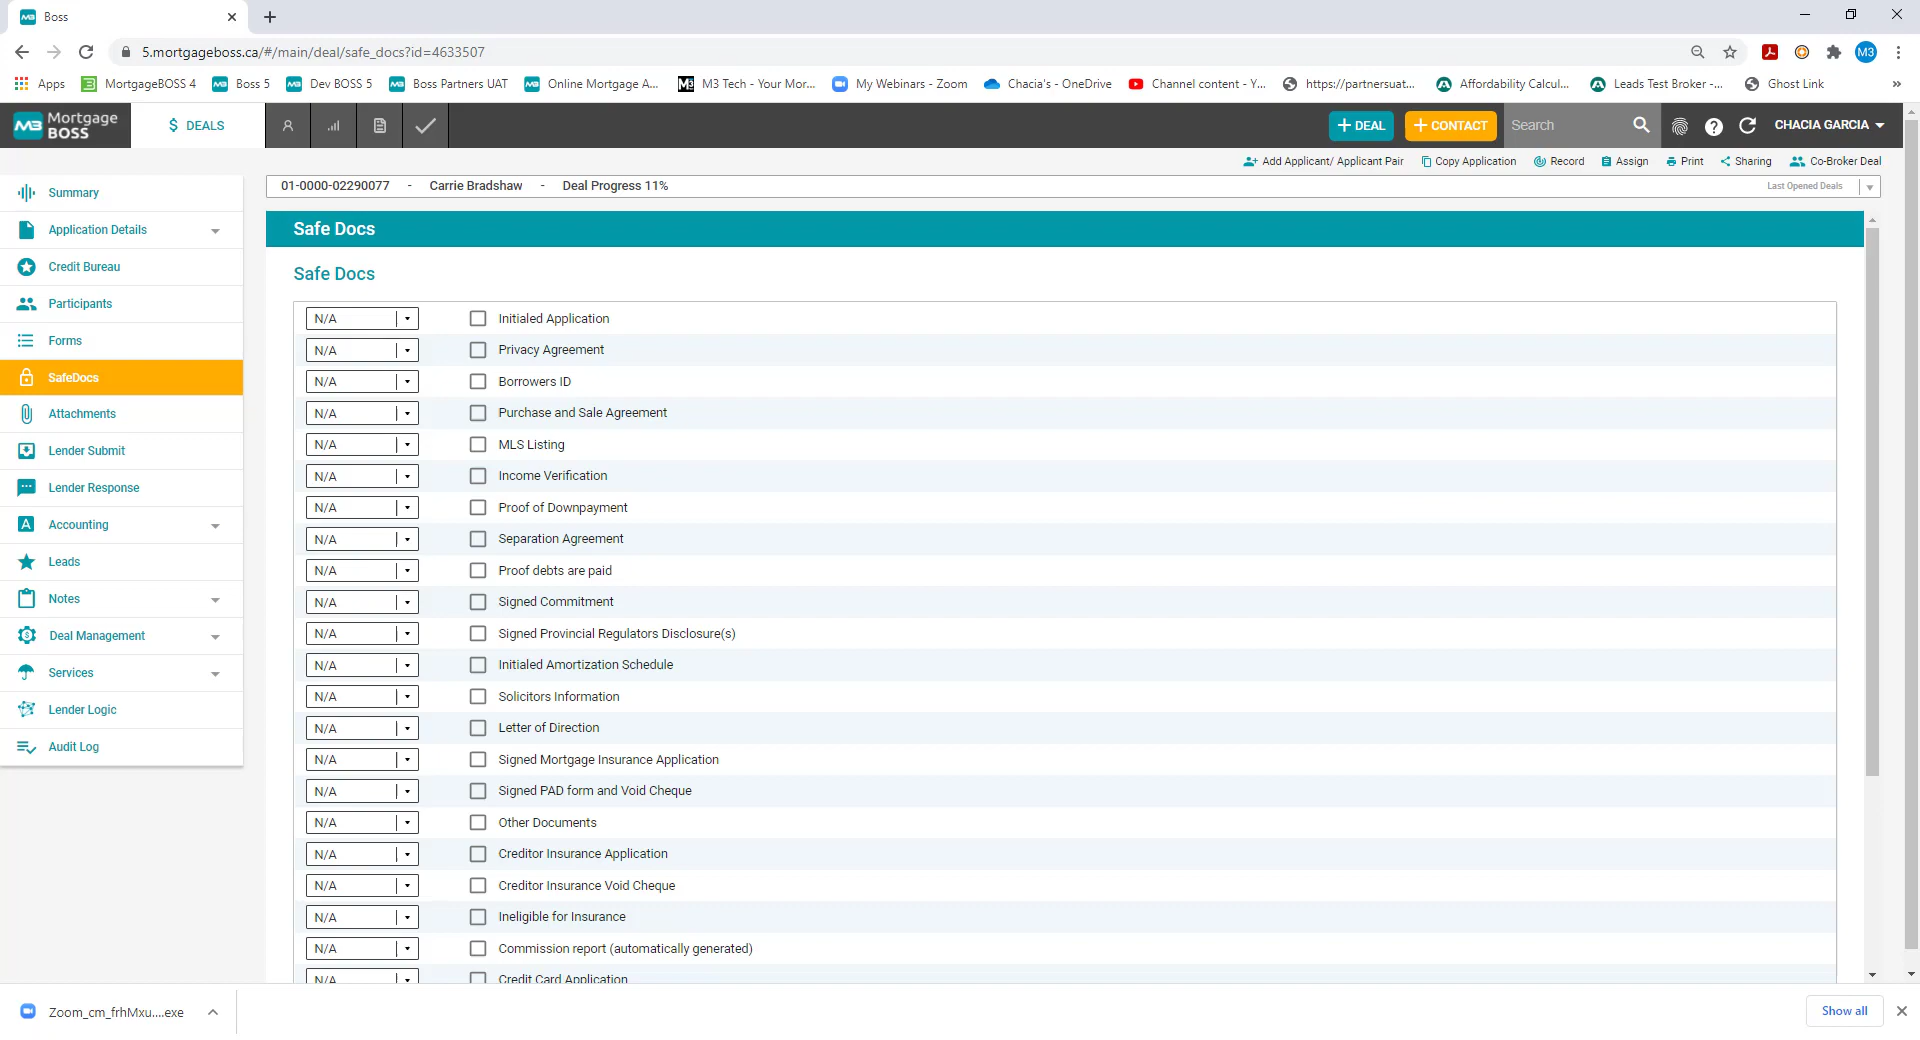 Boss
5.mortgageboss.ca/#/main/deal/safe_docs?id=4633507
M3
Apps
MortgageBOSS 4
Boss 5
Dev BOSS 5
Boss Partners UAT
Online Mortgage A...
M3 Tech - Your Mor...
My Webinars - Zoom
Chacia's - OneDrive
Channel content - Y...
https://partnersuat...
Affordability Calcul...
Leads Test Broker -...
Ghost Link
»
Mortgage
BOSS
$ DEALS
+ DEAL
+ CONTACT
Search
CHACIA GARCIA
Add Applicant/ Applicant Pair
Copy Application
Record
Assign
Print
Sharing
Co-Broker Deal
01-0000-02290077 - Carrie Bradshaw - Deal Progress 11%
Last Opened Deals
Summary
Application Details
Credit Bureau
Participants
Forms
SafeDocs
Attachments
Lender Submit
Lender Response
Accounting
Leads
Notes
Deal Management
Services
Lender Logic
Audit Log
Safe Docs
Safe Docs
N/A Initialed Application
N/A Privacy Agreement
N/A Borrowers ID
N/A Purchase and Sale Agreement
N/A MLS Listing
N/A Income Verification
N/A Proof of Downpayment
N/A Separation Agreement
N/A Proof debts are paid
N/A Signed Commitment
N/A Signed Provincial Regulators Disclosure(s)
N/A Initialed Amortization Schedule
N/A Solicitors Information
N/A Letter of Direction
N/A Signed Mortgage Insurance Application
N/A Signed PAD form and Void Cheque
N/A Other Documents
N/A Creditor Insurance Application
N/A Creditor Insurance Void Cheque
N/A Ineligible for Insurance
N/A Commission report (automatically generated)
N/A Credit Card Application
Zoom_cm_frhMxu....exe
Show all